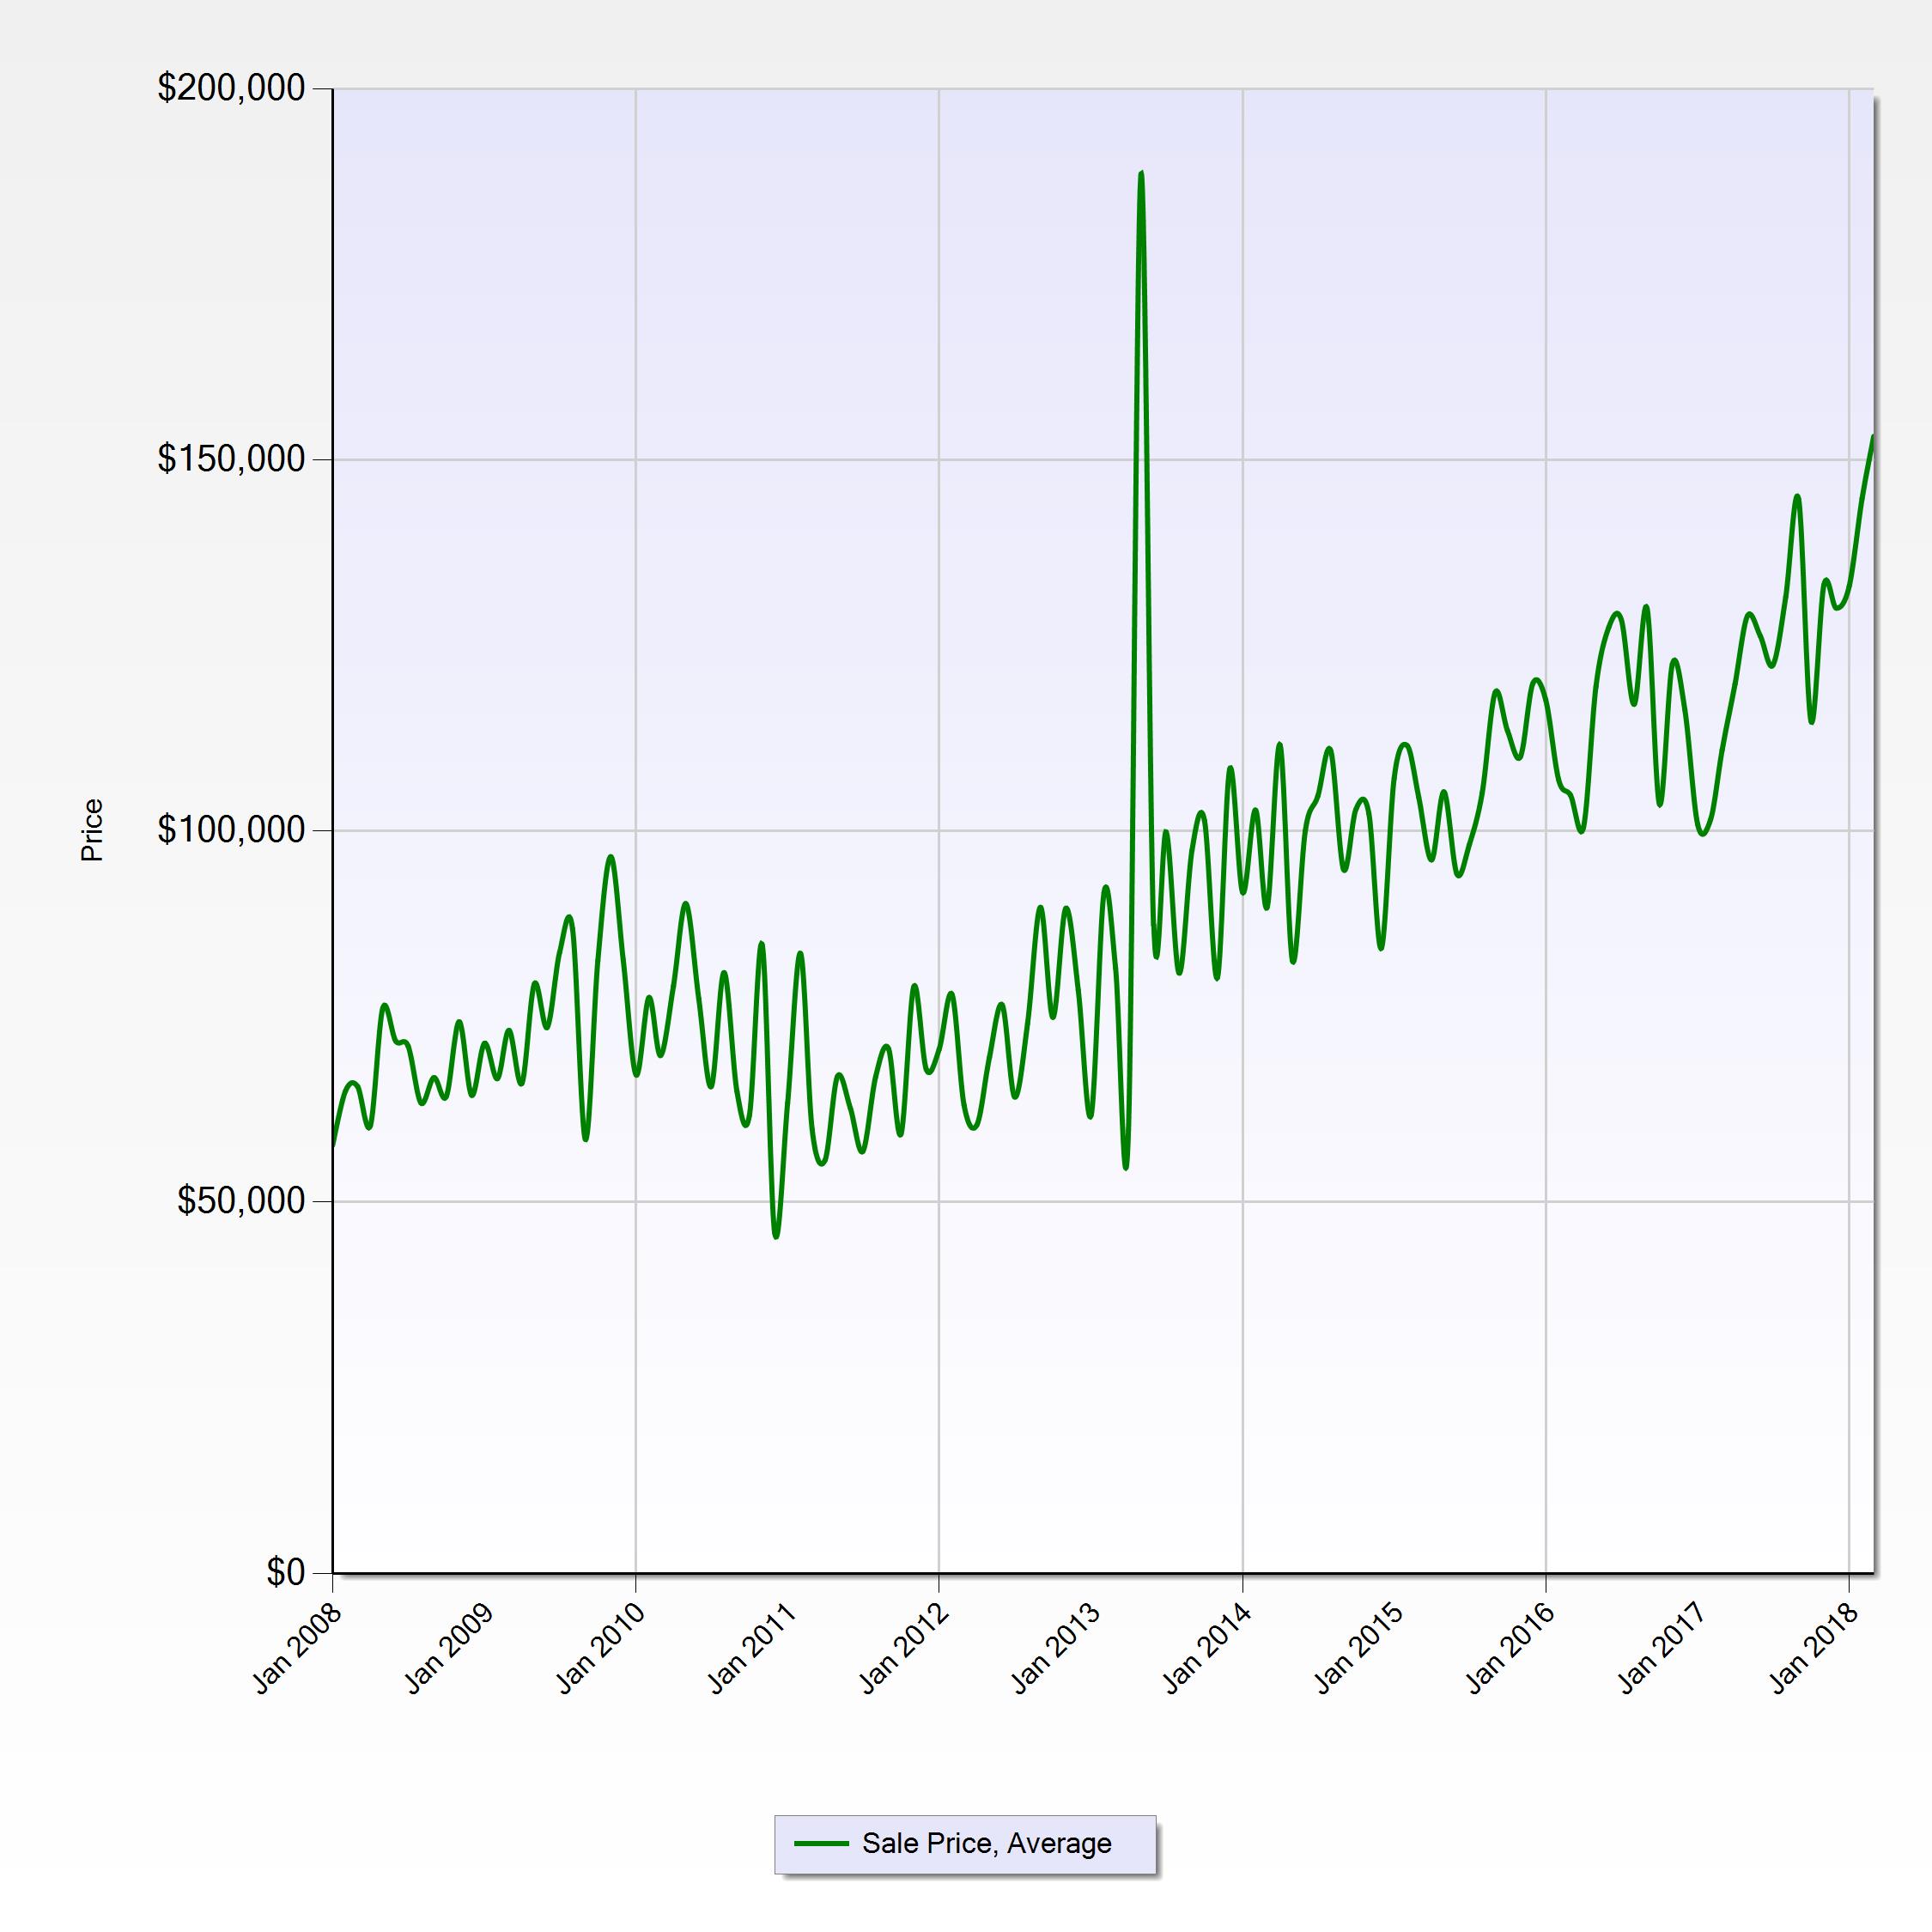 $200,000
$150,000
$100,000
$50,000
$0
Price
Jan 2008
Jan 2009
Jan 2010
Jan 2011
Jan 2012
Jan 2013
Jan 2014
Jan 2015
Jan 2016
Jan 2017
Jan 2018
Sale Price, Average